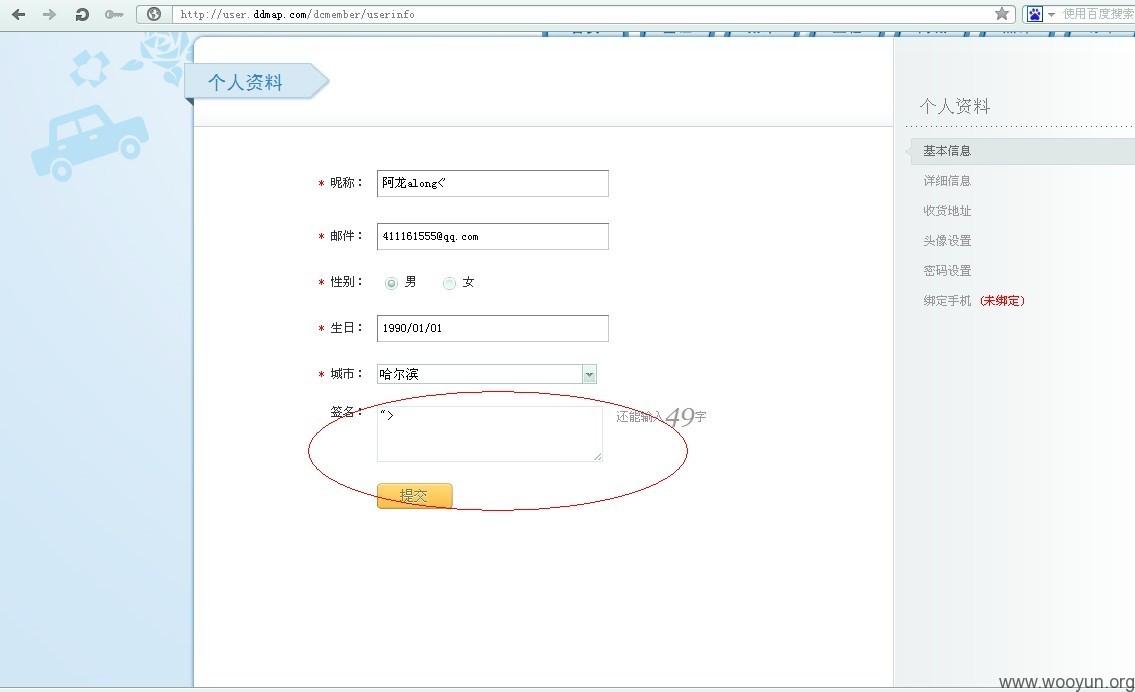 http://user.ddmap.com/dcmember/userinfo
使用百度搜索
个人资料
* 昵称： 阿龙along<"
* 邮件： 411161555@qq.com
* 性别： 男 女
* 生日： 1990/01/01
* 城市： 哈尔滨
签名： "> 还能输入49字
提交
个人资料
基本信息
详细信息
收货地址
头像设置
密码设置
绑定手机 (未绑定)
www.wooyun.org